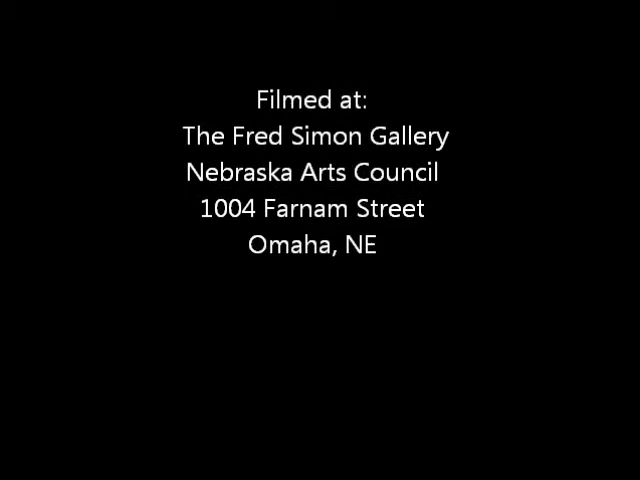 Filmed at:
The Fred Simon Gallery
Nebraska Arts Council
1004 Farnam Street
Omaha, NE